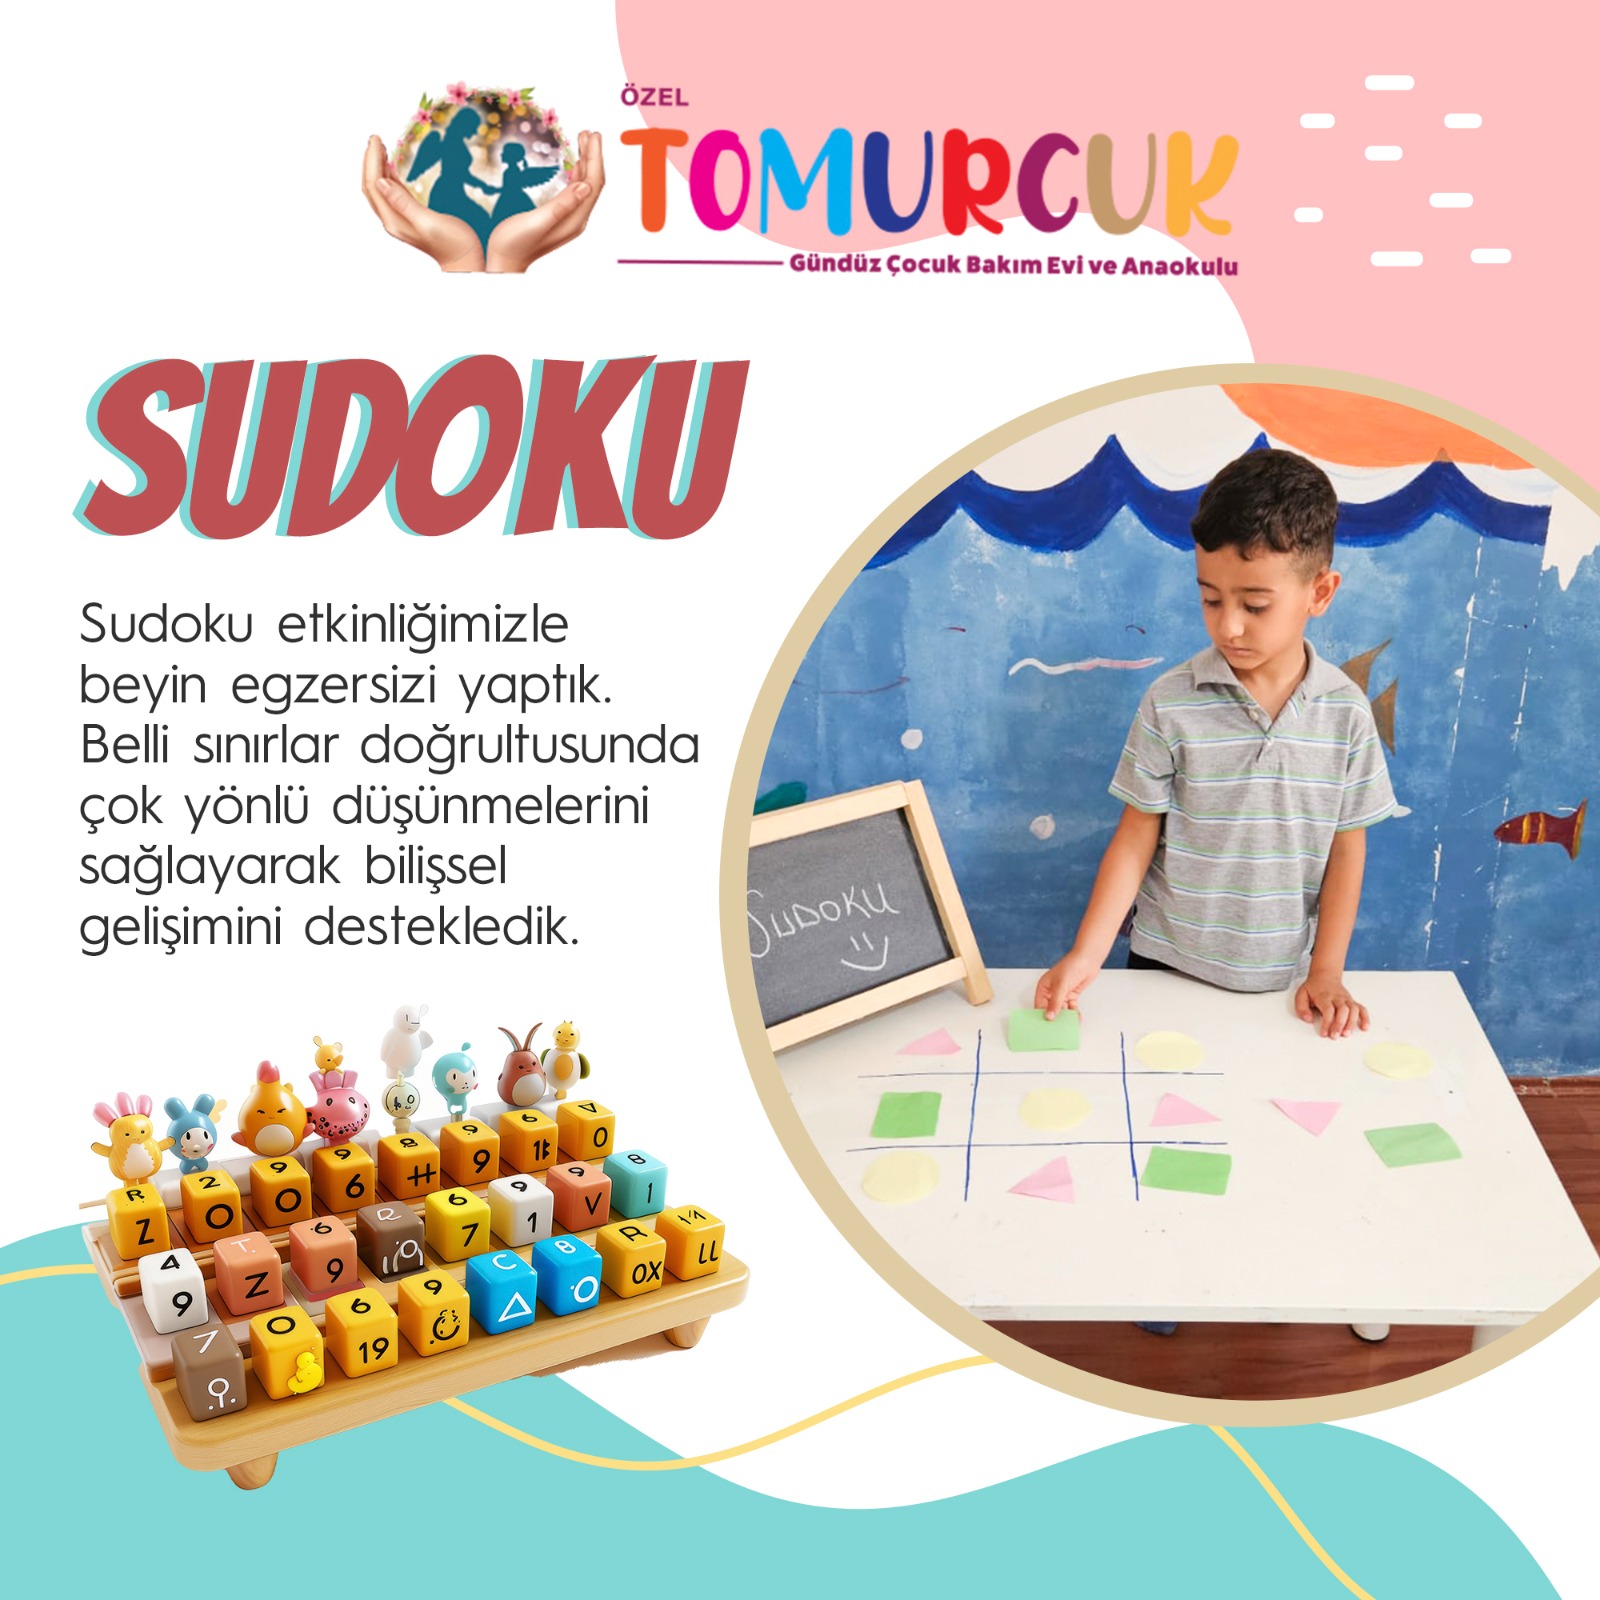 ÖZEL
TOMURCUK
Gündüz Çocuk Bakım Evi ve Anaokulu
SUDOKU
Sudoku etkinliğimizle
beyin egzersizi yaptık.
Belli sınırlar doğrultusunda
çok yönlü düşünmelerini
sağlayarak bilişsel
gelişimini destekledik.
SUDOKU